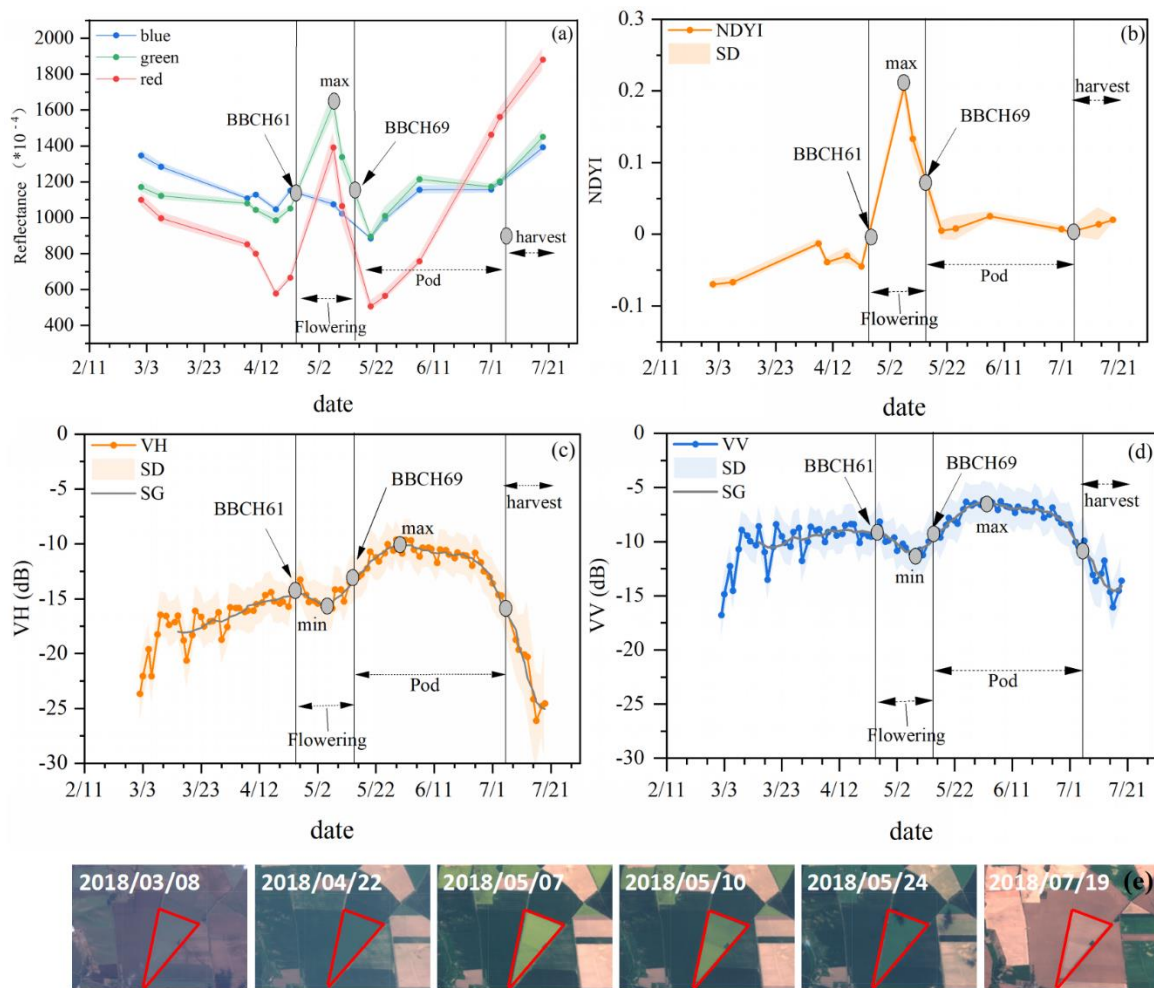 (a)
blue
green
red
max
BBCH61
BBCH69
harvest
Pod
Flowering
2000
1800
1600
1400
1200
1000
800
600
400
Reflectance (*10⁻⁴)
2/11 3/3 3/23 4/12 5/2 5/22 6/11 7/1 7/21
date
(b)
NDYI
SD
max
harvest
BBCH69
BBCH61
Pod
Flowering
0.3
0.2
0.1
0
-0.1
NDYI
2/11 3/3 3/23 4/12 5/2 5/22 6/11 7/1 7/21
date
(c)
VH
SD
SG
BBCH69
harvest
BBCH61
max
min
Pod
Flowering
0
-5
-10
-15
-20
-25
-30
VH (dB)
2/11 3/3 3/23 4/12 5/2 5/22 6/11 7/1 7/21
date
(d)
VV
SD
SG
BBCH61
BBCH69
harvest
max
min
Pod
Flowering
0
-5
-10
-15
-20
-25
-30
VV (dB)
2/11 3/3 3/23 4/12 5/2 5/22 6/11 7/1 7/21
date
2018/03/08 2018/04/22 2018/05/07 2018/05/10 2018/05/24 2018/07/19 (e)